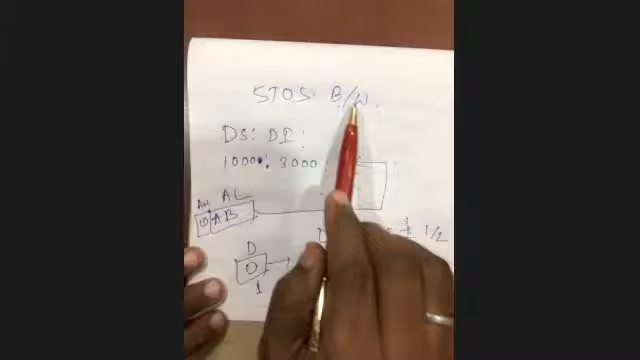 STOS: B/W.
DS: DI:
1000: 3000
AH AL
10 AB
1/2
D
0
1